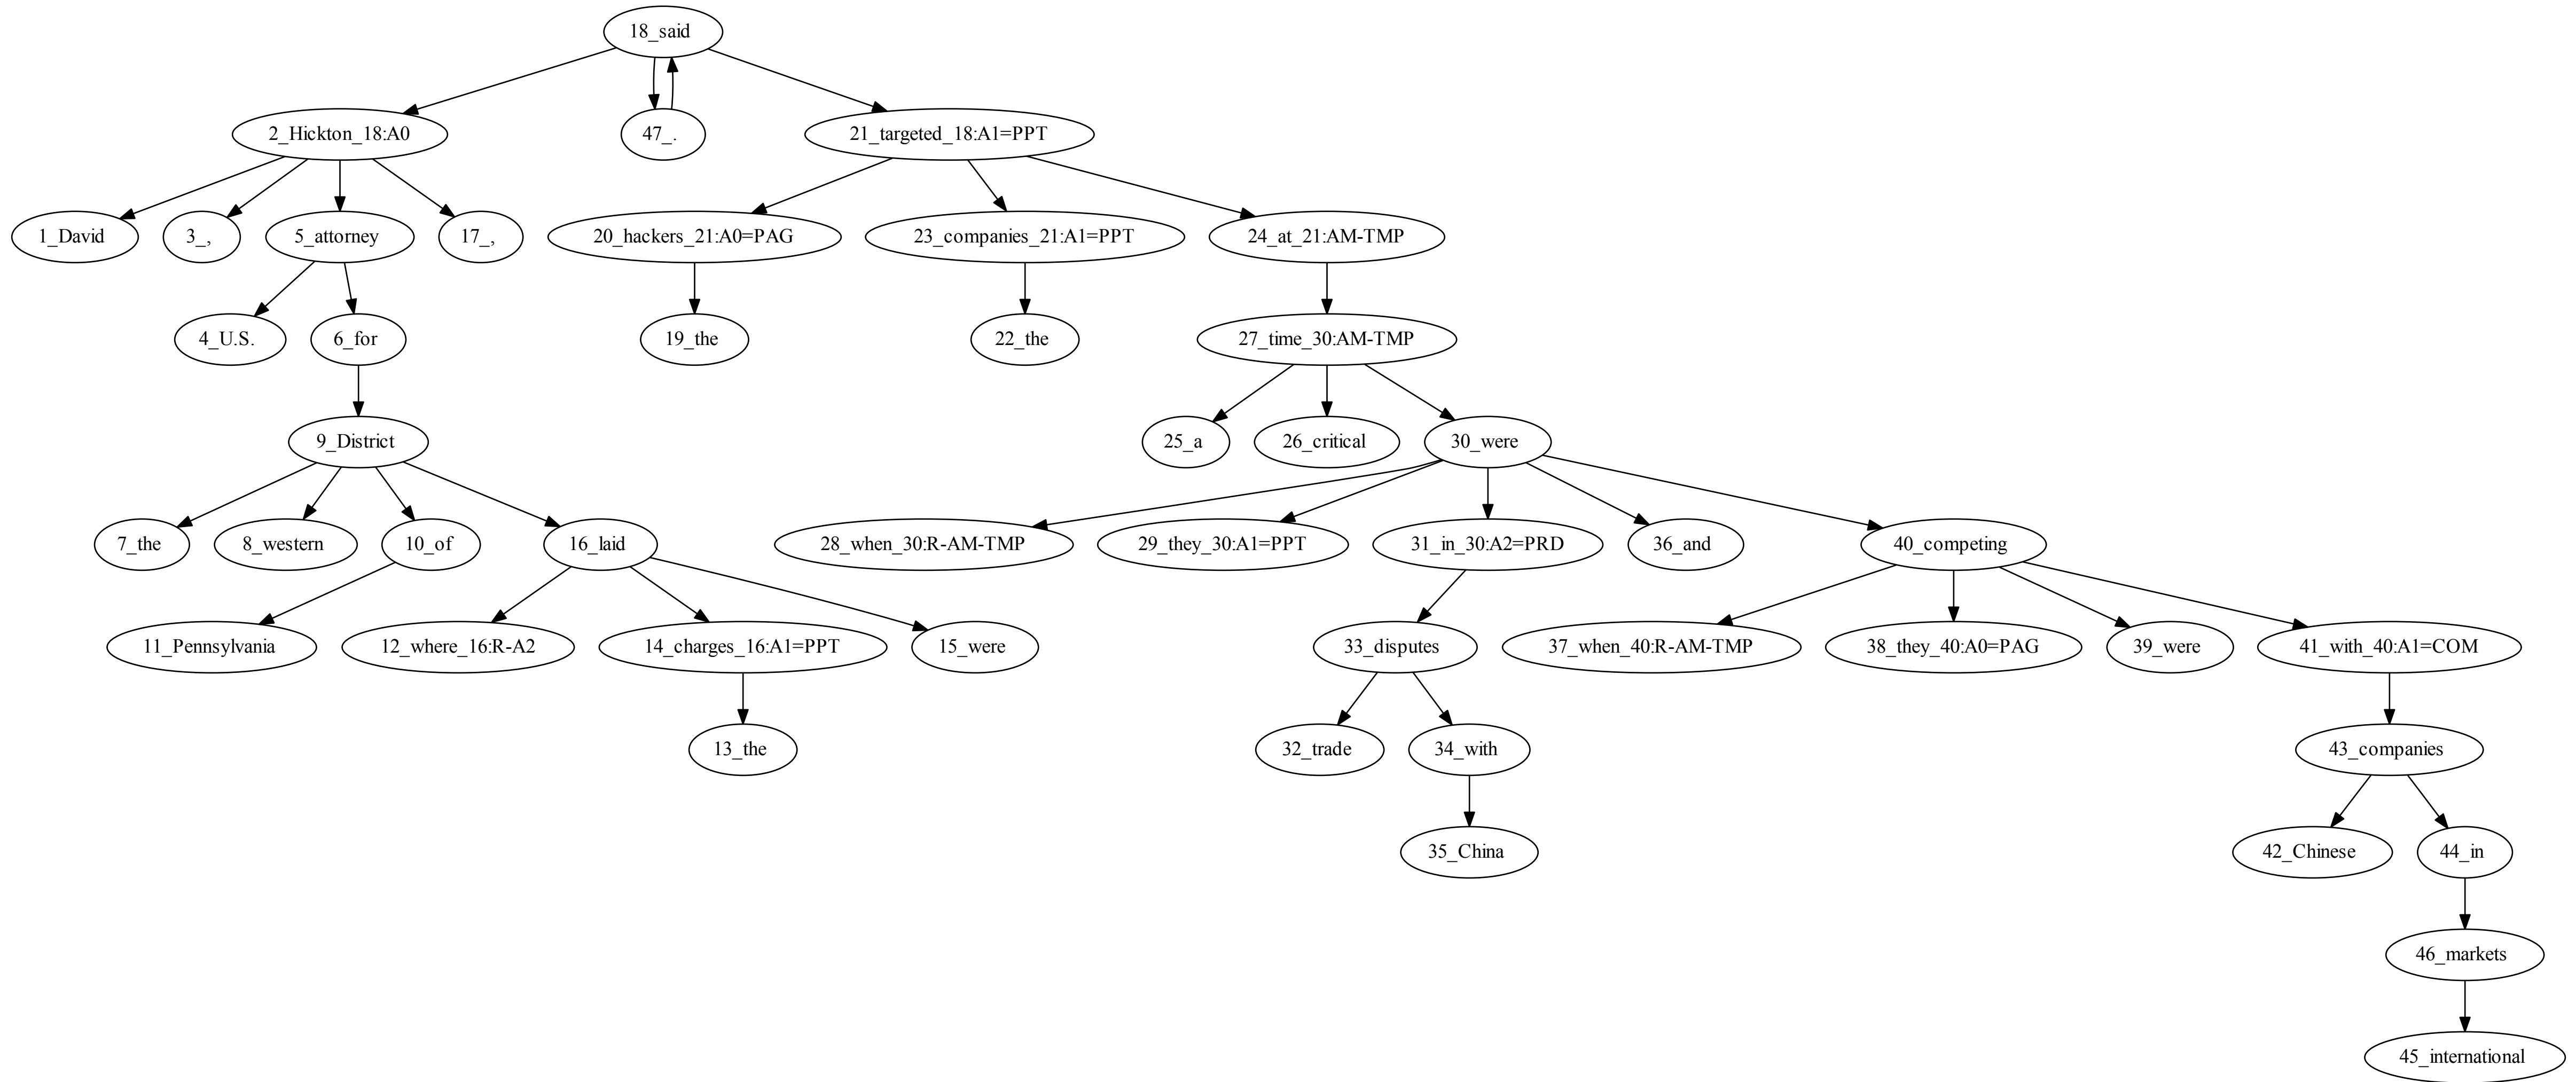 18_said
2_Hickton_18:A0
47_.
21_targeted_18:A1=PPT
1_David
3_,
5_attorney
17_,
20_hackers_21:A0=PAG
23_companies_21:A1=PPT
24_at_21:AM-TMP
4_U.S.
6_for
19_the
22_the
27_time_30:AM-TMP
9_District
25_a
26_critical
30_were
7_the
8_western
10_of
16_laid
28_when_30:R-AM-TMP
29_they_30:A1=PPT
31_in_30:A2=PRD
36_and
40_competing
11_Pennsylvania
12_where_16:R-A2
14_charges_16:A1=PPT
15_were
33_disputes
37_when_40:R-AM-TMP
38_they_40:A0=PAG
39_were
41_with_40:A1=COM
13_the
32_trade
34_with
43_companies
35_China
42_Chinese
44_in
46_markets
45_international